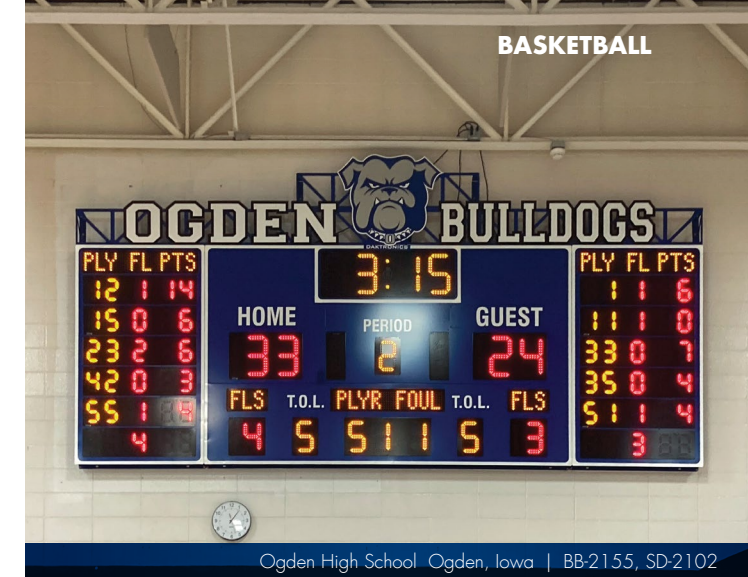 BASKETBALL
OGDEN BULLDOGS
DAKTRONICS
PLY FL PTS
12 1 14
15 0 6
23 2 6
42 0 3
55 1 4
4
3:15
HOME PERIOD GUEST
33 2 24
FLS T.O.L. PLYR FOUL T.O.L. FLS
4 5 51 1 5 3
PLY FL PTS
1 1 6
11 1 0
33 0 7
35 0 4
51 1 4
3
Ogden High School Ogden, Iowa | BB-2155, SD-2102